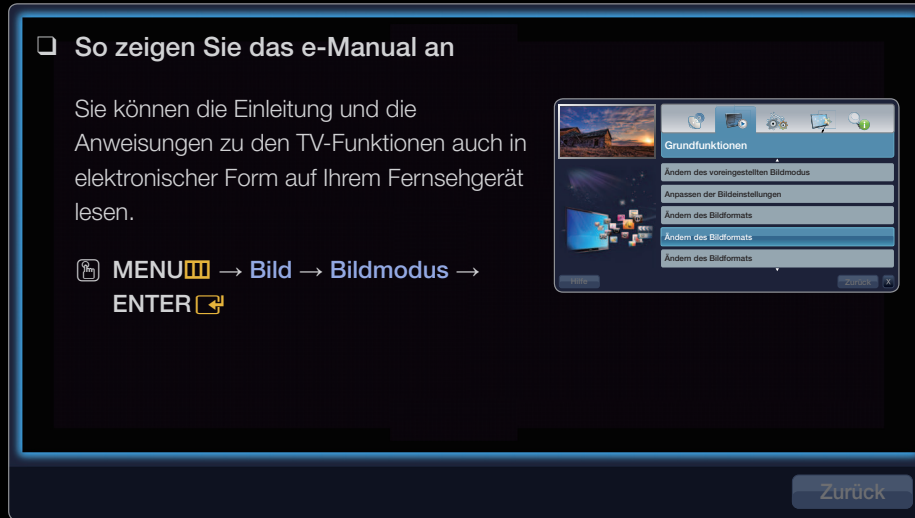 ❑ So zeigen Sie das e-Manual an
Sie können die Einleitung und die
Anweisungen zu den TV-Funktionen auch in
elektronischer Form auf Ihrem Fernsehgerät
lesen.
MENU → Bild → Bildmodus →
ENTER
Grundfunktionen
Ändern des voreingestellten Bildmodus
Anpassen der Bildeinstellungen
Ändern des Bildformats
Ändern des Bildformats
Ändern des Bildformats
Hilfe
Zurück X
Zurück